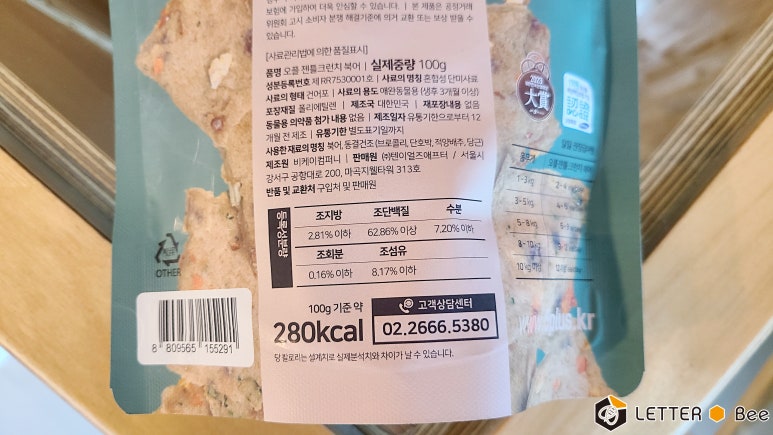 보험에 가입하여 더욱 안심할 수 있습니다. | 본 제품은 공정거래
위원회 고시 소비자 분쟁 해결기준에 의거 교환 또는 보상 받을 수
있습니다.
[사료관리법에 의한 품질표시]
품명 오플 젠틀크런치 북어 | 실제중량 100g
성분등록번호 제 RR7530001호 | 사료의 명칭 혼합성 단미사료
사료의 형태 건어포 | 사료의 용도 애완동물용 (생후 3개월 이상)
포장재질 폴리에틸렌 | 제조국 대한민국 | 재포장내용 없음
동물용 의약품 첨가 내용 없음 | 제조일자 유통기한으로부터 12
개월 전 제조 | 유통기한 별도표기일까지
사용한 재료의 명칭 북어, 동결건조 (브로콜리, 단호박, 적양배추, 당근)
제조원 비케이컴퍼니 | 판매원 ㈜텐이얼즈애프터 / 서울시
강서구 공항대로 200, 마곡지웰타워 313호
반품 및 교환처 구입처 및 판매원
등록성분량
조지방 조단백질 수분
2.81% 이하 62.86% 이상 7.20% 이하
조회분 조섬유
0.16% 이하 8.17% 이하
100g 기준 약
280kcal
고객상담센터
02.2666.5380
당 칼로리는 설계치로 실제분석치와 차이가 날 수 있습니다.
OTHER
8 809565 155291
2023
大賞
몸무게
1-3kg
3-5kg
5-8kg
8-10kg
LETTER Bee